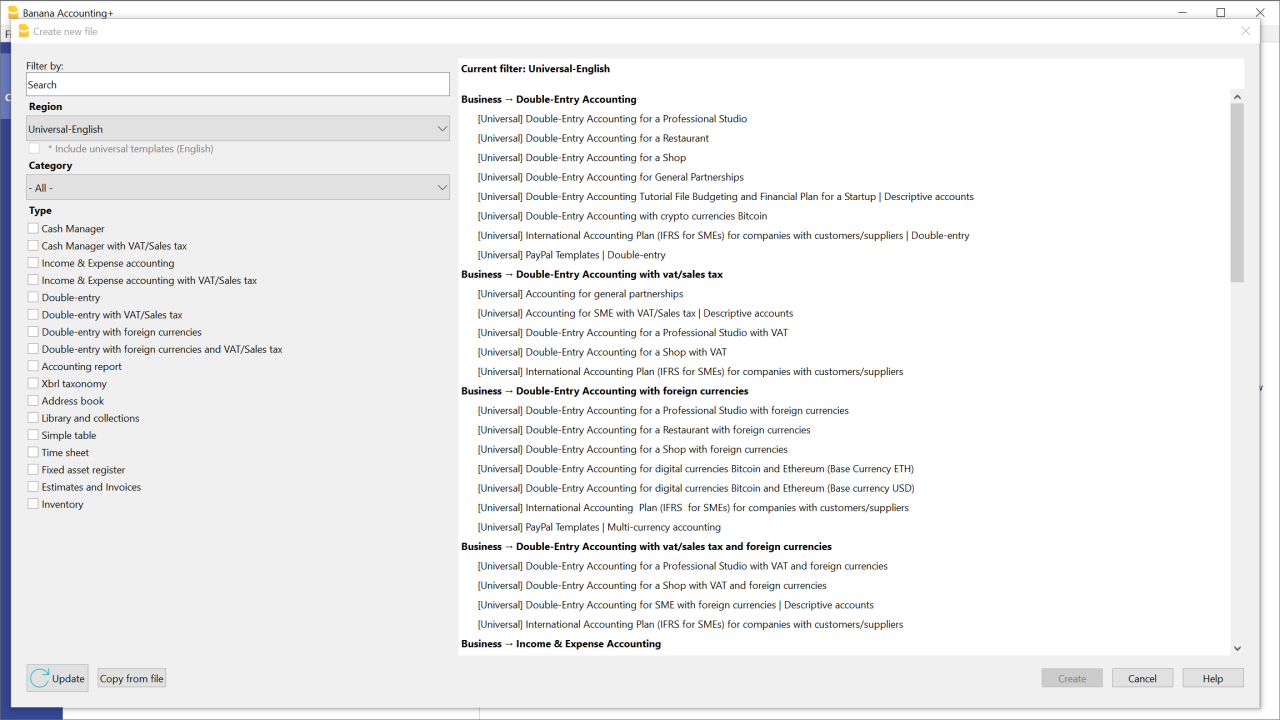 Banana Accounting+
Create new file
Filter by:
Search
Region
Universal-English
* Include universal templates (English)
Category
- All -
Type
Cash Manager
Cash Manager with VAT/Sales tax
Income & Expense accounting
Income & Expense accounting with VAT/Sales tax
Double-entry
Double-entry with VAT/Sales tax
Double-entry with foreign currencies
Double-entry with foreign currencies and VAT/Sales tax
Accounting report
Xbrl taxonomy
Address book
Library and collections
Simple table
Time sheet
Fixed asset register
Estimates and Invoices
Inventory
Current filter: Universal-English
Business → Double-Entry Accounting
[Universal] Double-Entry Accounting for a Professional Studio
[Universal] Double-Entry Accounting for a Restaurant
[Universal] Double-Entry Accounting for a Shop
[Universal] Double-Entry Accounting for General Partnerships
[Universal] Double-Entry Accounting Tutorial File Budgeting and Financial Plan for a Startup | Descriptive accounts
[Universal] Double-Entry Accounting with crypto currencies Bitcoin
[Universal] International Accounting Plan (IFRS for SMEs) for companies with customers/suppliers | Double-entry
[Universal] PayPal Templates | Double-entry
Business → Double-Entry Accounting with vat/sales tax
[Universal] Accounting for general partnerships
[Universal] Accounting for SME with VAT/Sales tax | Descriptive accounts
[Universal] Double-Entry Accounting for a Professional Studio with VAT
[Universal] Double-Entry Accounting for a Shop with VAT
[Universal] International Accounting Plan (IFRS for SMEs) for companies with customers/suppliers
Business → Double-Entry Accounting with foreign currencies
[Universal] Double-Entry Accounting for a Professional Studio with foreign currencies
[Universal] Double-Entry Accounting for a Restaurant with foreign currencies
[Universal] Double-Entry Accounting for a Shop with foreign currencies
[Universal] Double-Entry Accounting for digital currencies Bitcoin and Ethereum (Base Currency ETH)
[Universal] Double-Entry Accounting for digital currencies Bitcoin and Ethereum (Base currency USD)
[Universal] International Accounting  Plan (IFRS  for SMEs) for companies with customers/suppliers
[Universal] PayPal Templates | Multi-currency accounting
Business → Double-Entry Accounting with vat/sales tax and foreign currencies
[Universal] Double-Entry Accounting for a Professional Studio with VAT and foreign currencies
[Universal] Double-Entry Accounting for a Shop with VAT and foreign currencies
[Universal] Double-Entry Accounting for SME with foreign currencies | Descriptive accounts
[Universal] International Accounting Plan (IFRS for SMEs) for companies with customers/suppliers
Business → Income & Expense Accounting
Update
Copy from file
Create
Cancel
Help